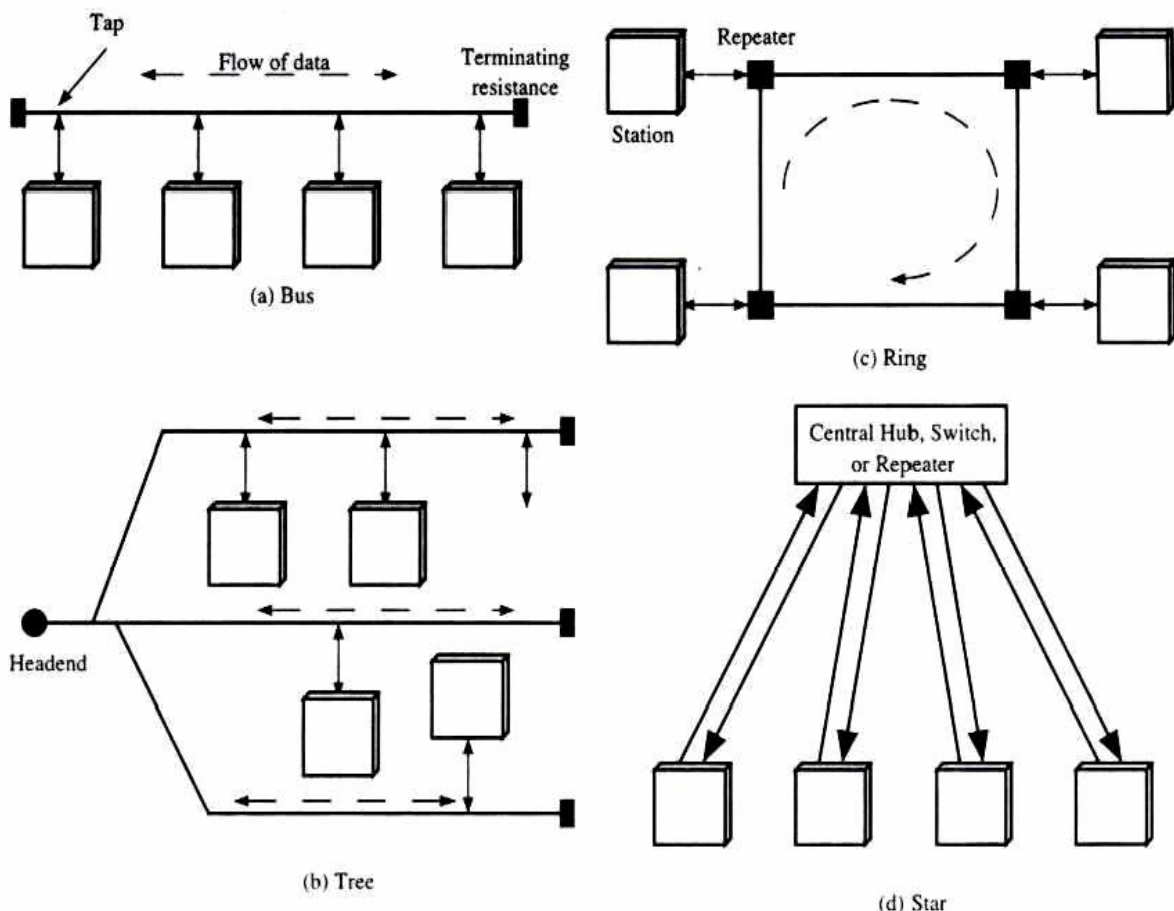 Tap
Flow of data
Terminating
resistance
(a) Bus
Repeater
Station
(c) Ring
Headend
(b) Tree
Central Hub, Switch,
or Repeater
(d) Star